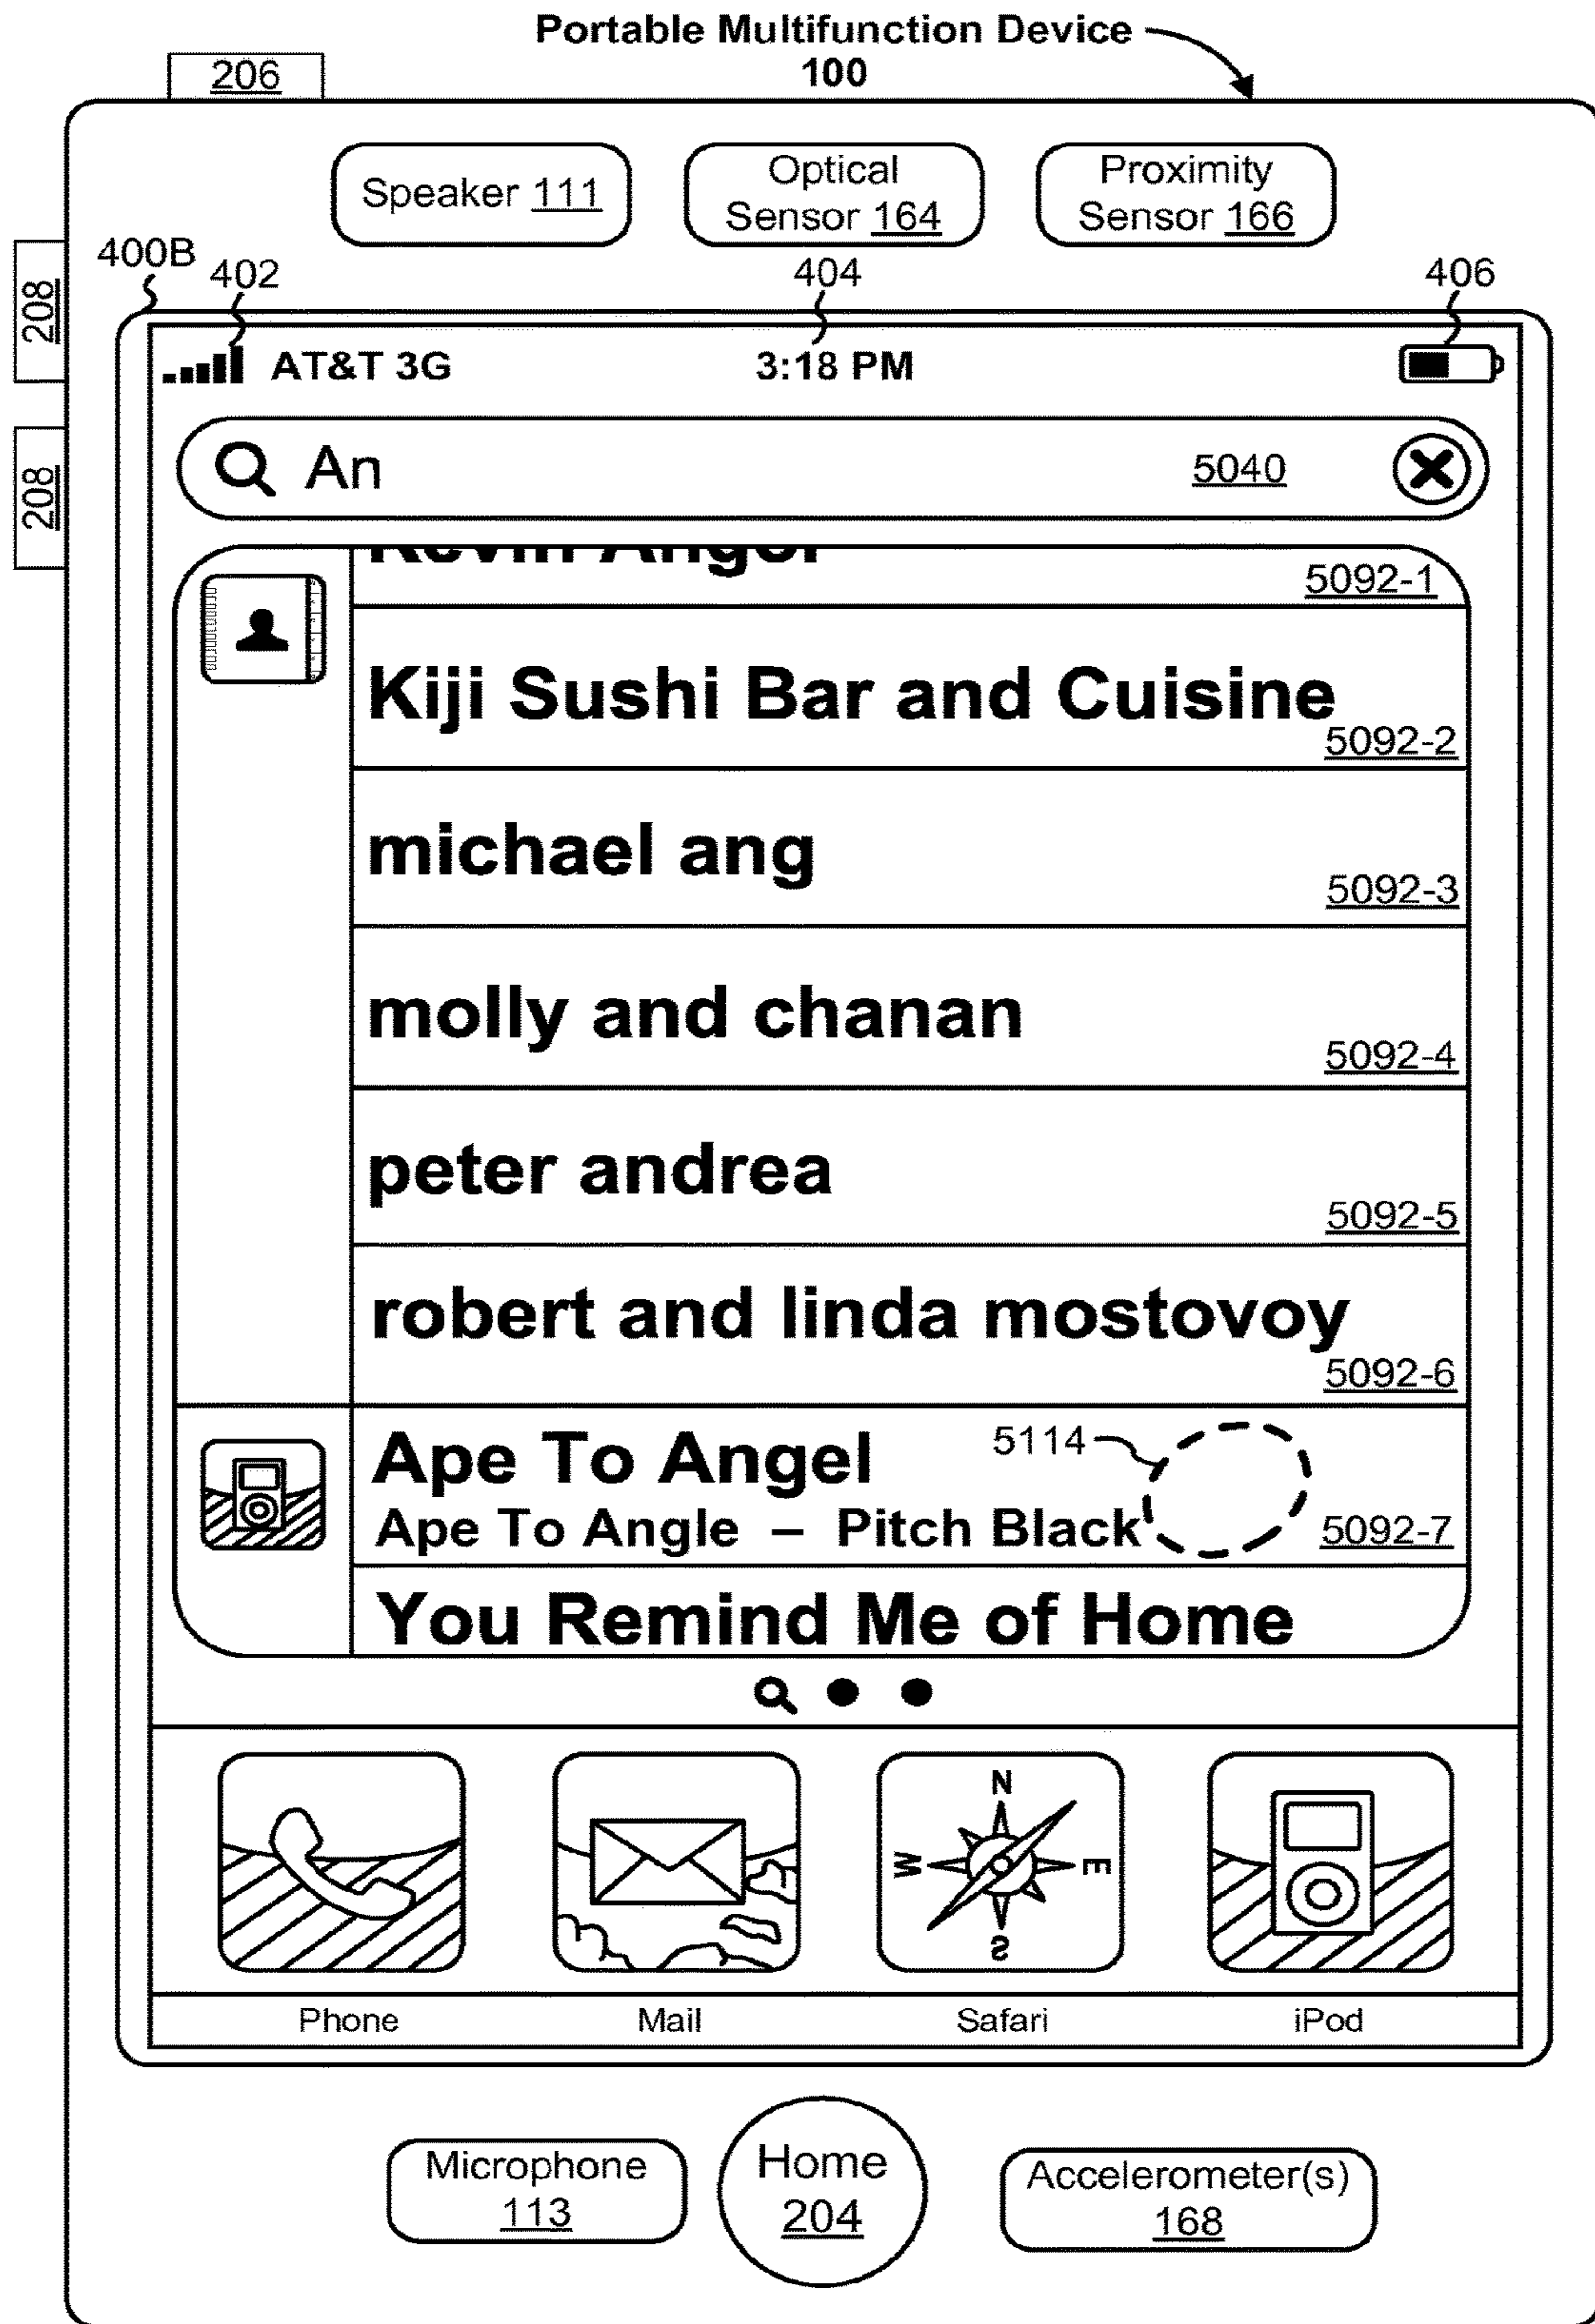 Portable Multifunction Device
100
206
Speaker 111
Optical
Sensor 164
Proximity
Sensor 166
208
208
400B
402
404
406
AT&T 3G
3:18 PM
An
5040
Kevin Angel
5092-1
Kiji Sushi Bar and Cuisine
5092-2
michael ang
5092-3
molly and chanan
5092-4
peter andrea
5092-5
robert and linda mostovoy
5092-6
Ape To Angel
5114
Ape To Angle – Pitch Black
5092-7
You Remind Me of Home
N
W
E
S
Phone
Mail
Safari
iPod
Microphone
113
Home
204
Accelerometer(s)
168